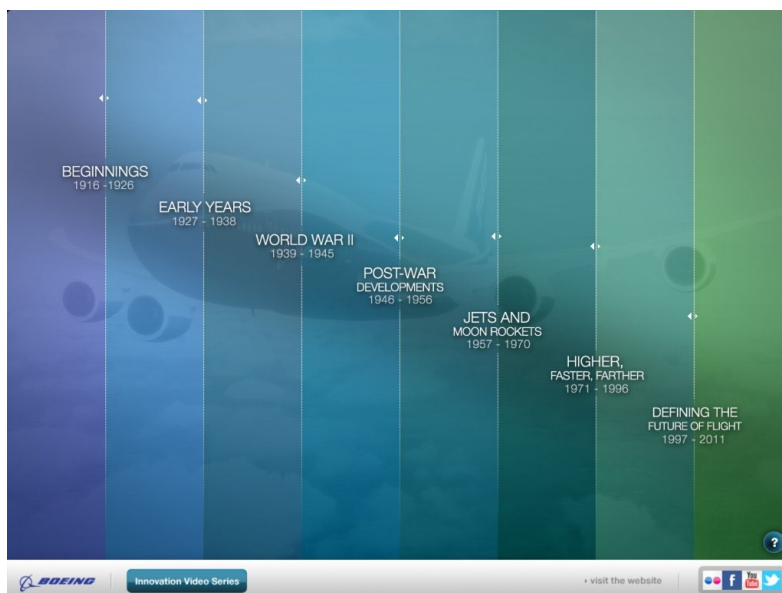 BEGINNINGS
1916 -1926
EARLY YEARS
1927 - 1938
WORLD WAR II
1939 - 1945
POST-WAR
DEVELOPMENTS
1946 - 1956
JETS AND
MOON ROCKETS
1957 - 1970
HIGHER,
FASTER, FARTHER
1971 - 1996
DEFINING THE
FUTURE OF FLIGHT
1997 - 2011
?
BOEING
Innovation Video Series
visit the website
f
You
Tube